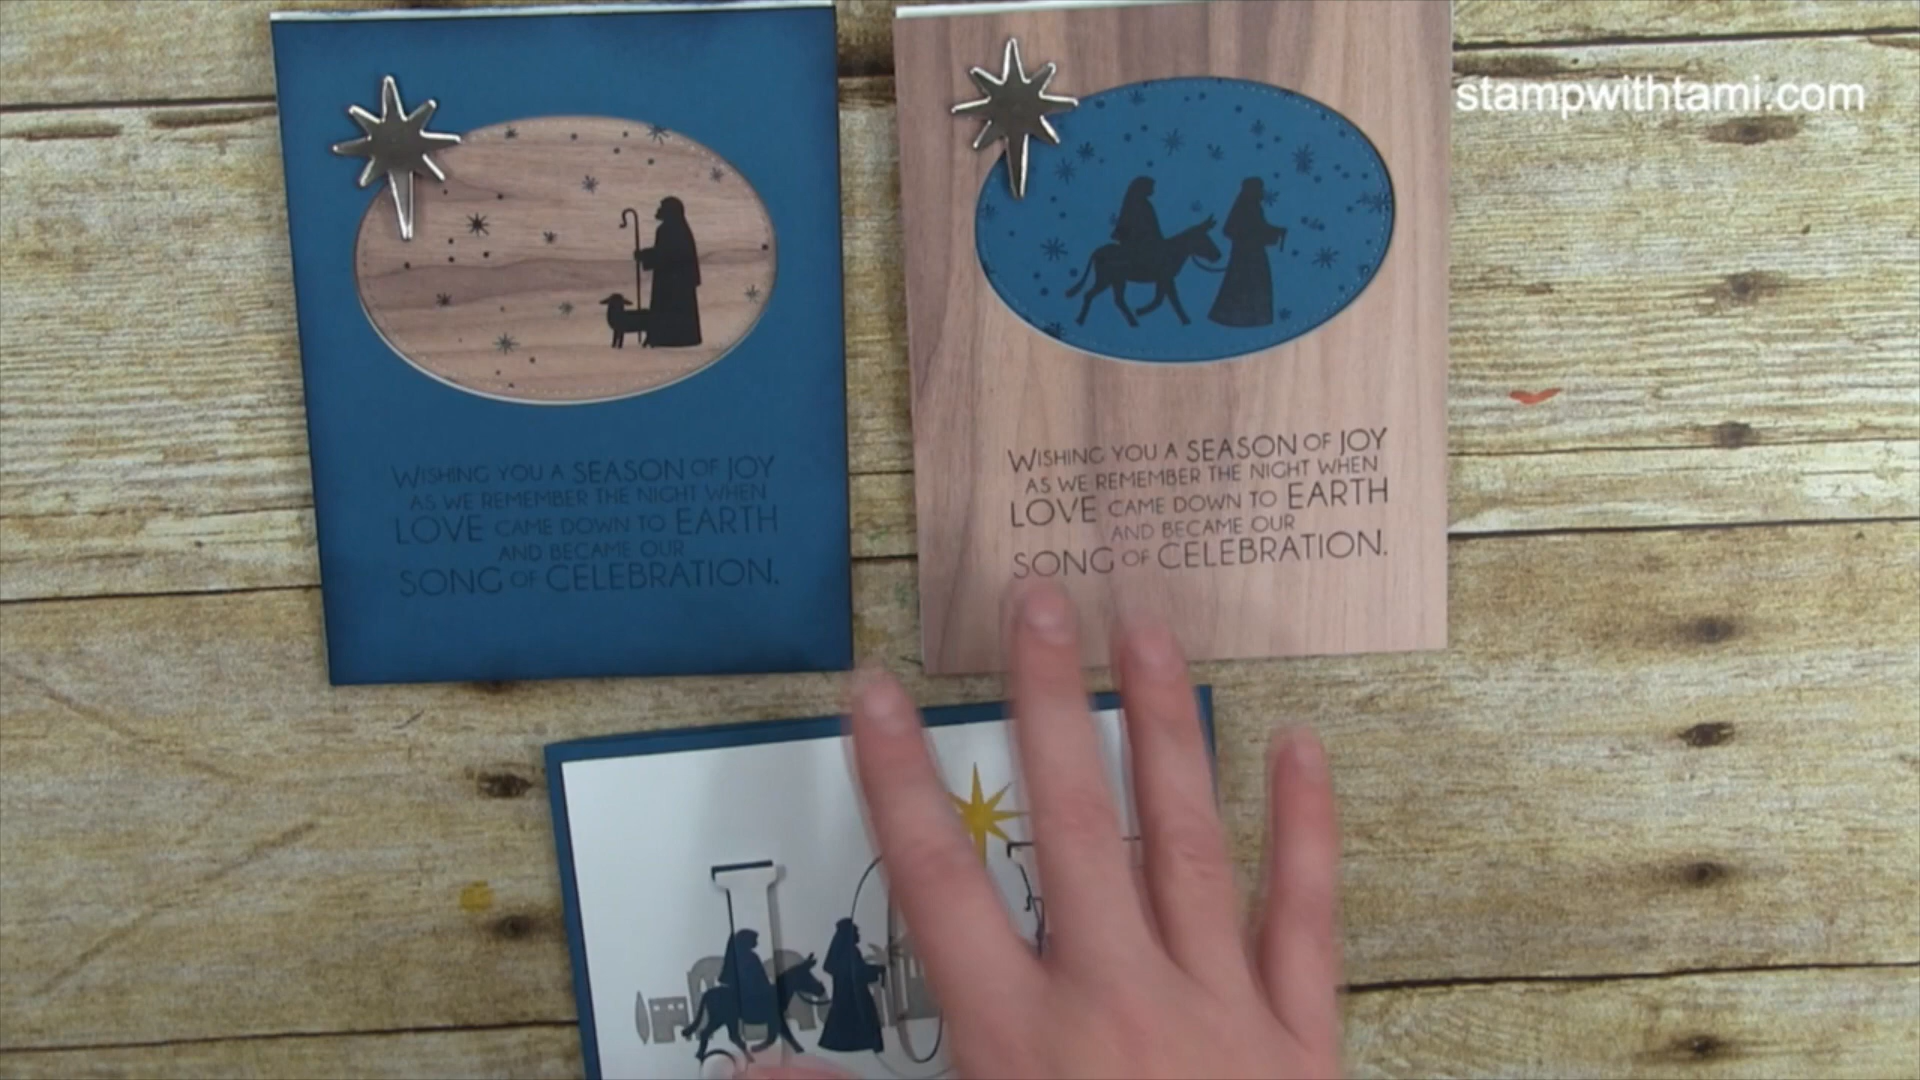 stampwithtami.com
WISHING YOU A SEASON OF JOY
AS WE REMEMBER THE NIGHT WHEN
LOVE CAME DOWN TO EARTH
AND BECAME OUR
SONG OF CELEBRATION.
WISHING YOU A SEASON OF JOY
AS WE REMEMBER THE NIGHT WHEN
LOVE CAME DOWN TO EARTH
AND BECAME OUR
SONG OF CELEBRATION.